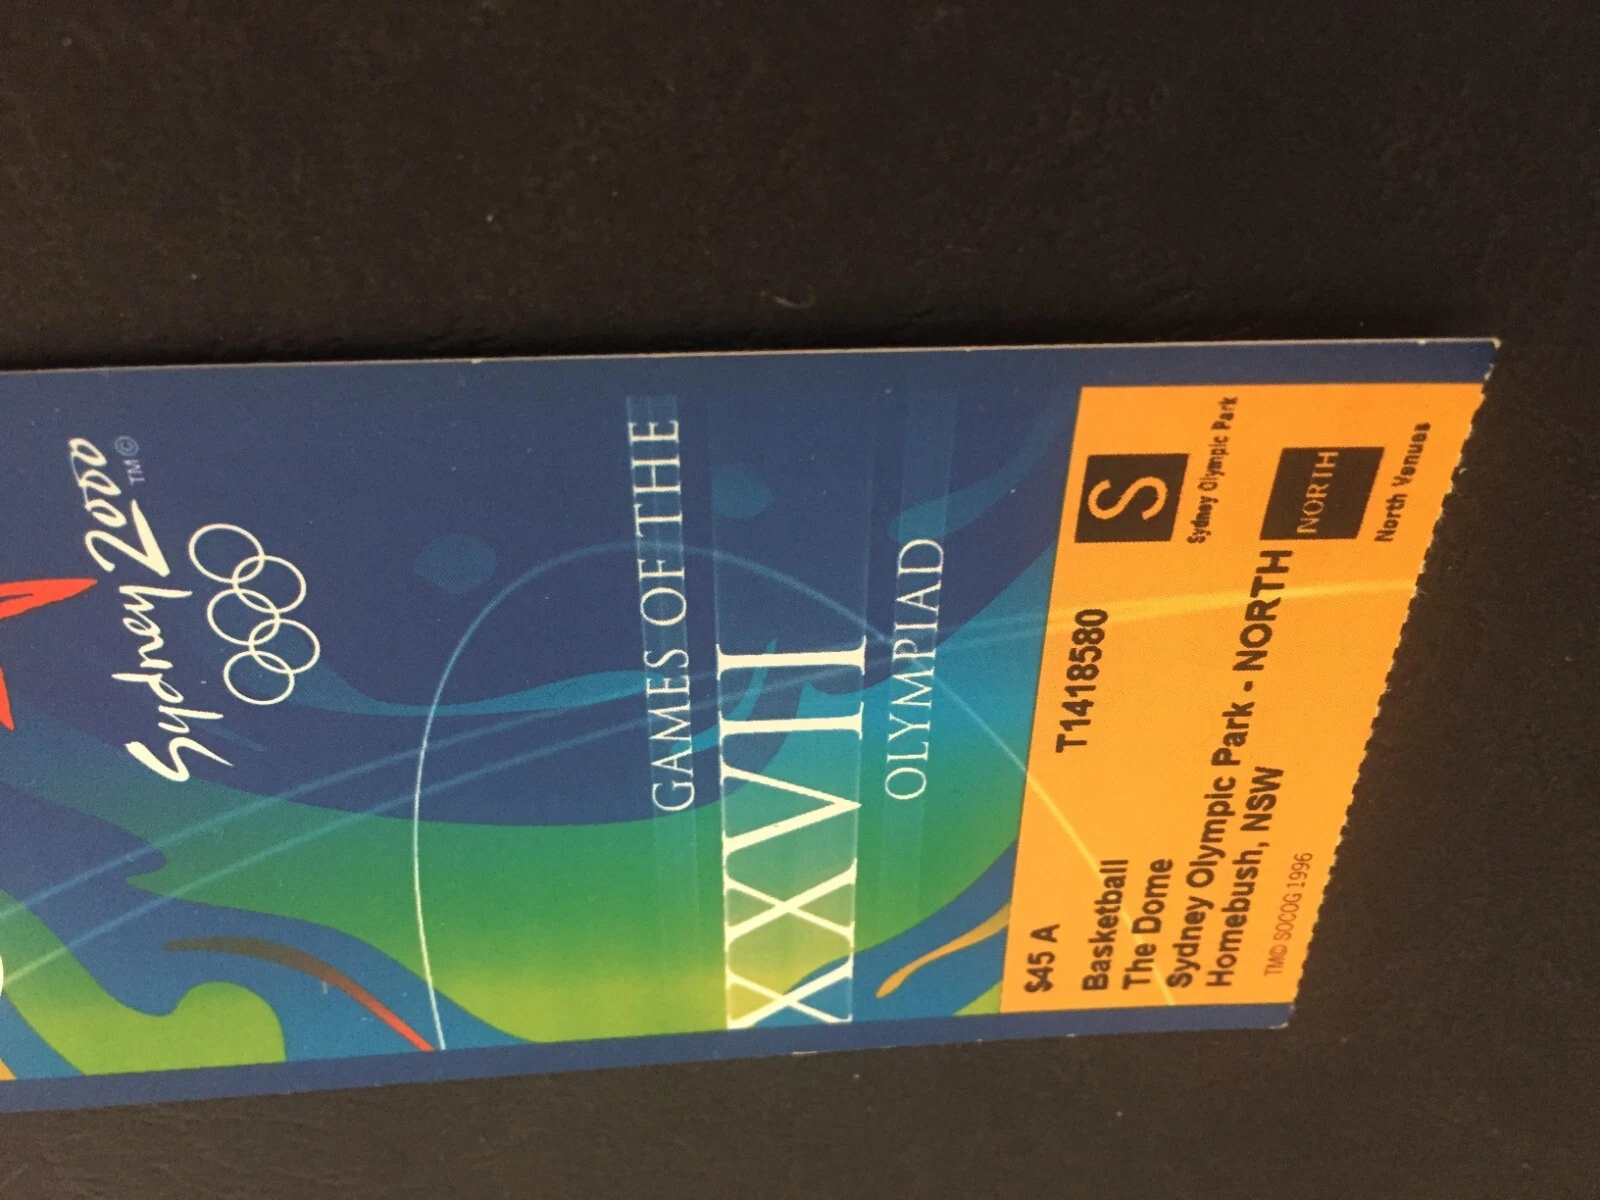 Sydney 2000
TM ©
GAMES OF THE
XXVII
OLYMPIAD
$45 A
T1418580
S
Sydney Olympic Park
Basketball
The Dome
Sydney Olympic Park - NORTH
Homebush, NSW
NORTH
North Venues
TM© SOCOG 1996